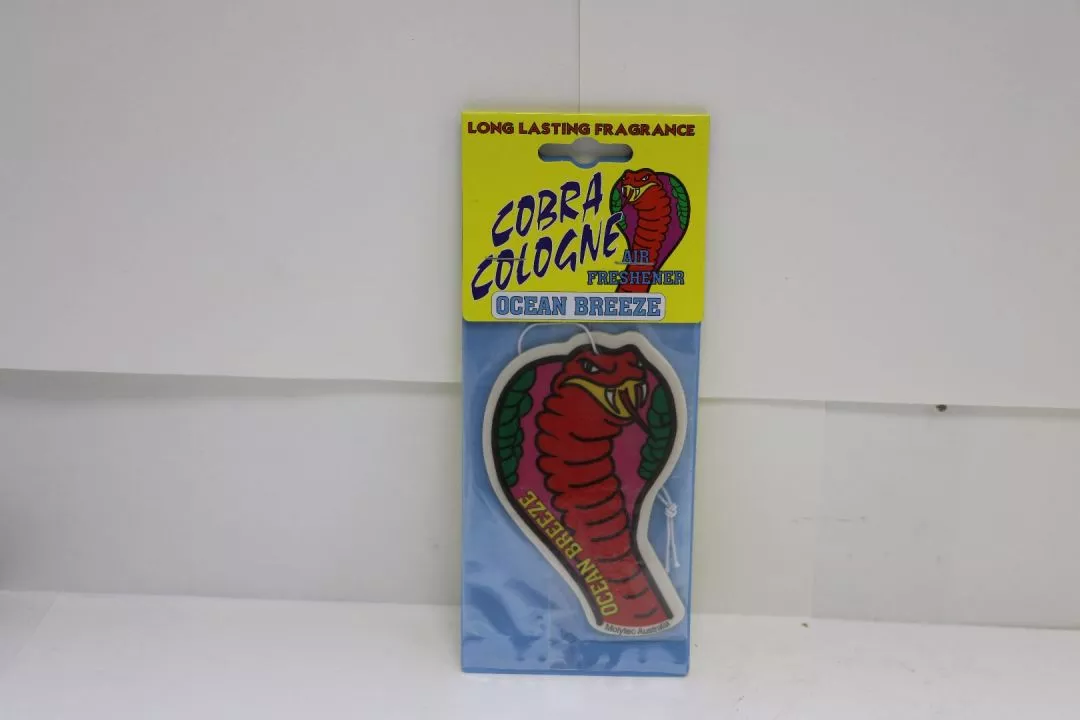 LONG LASTING FRAGRANCE
COBRA
COLOGNE
AIR
FRESHENER
OCEAN BREEZE
OCEAN BREEZE
Molytec Australia